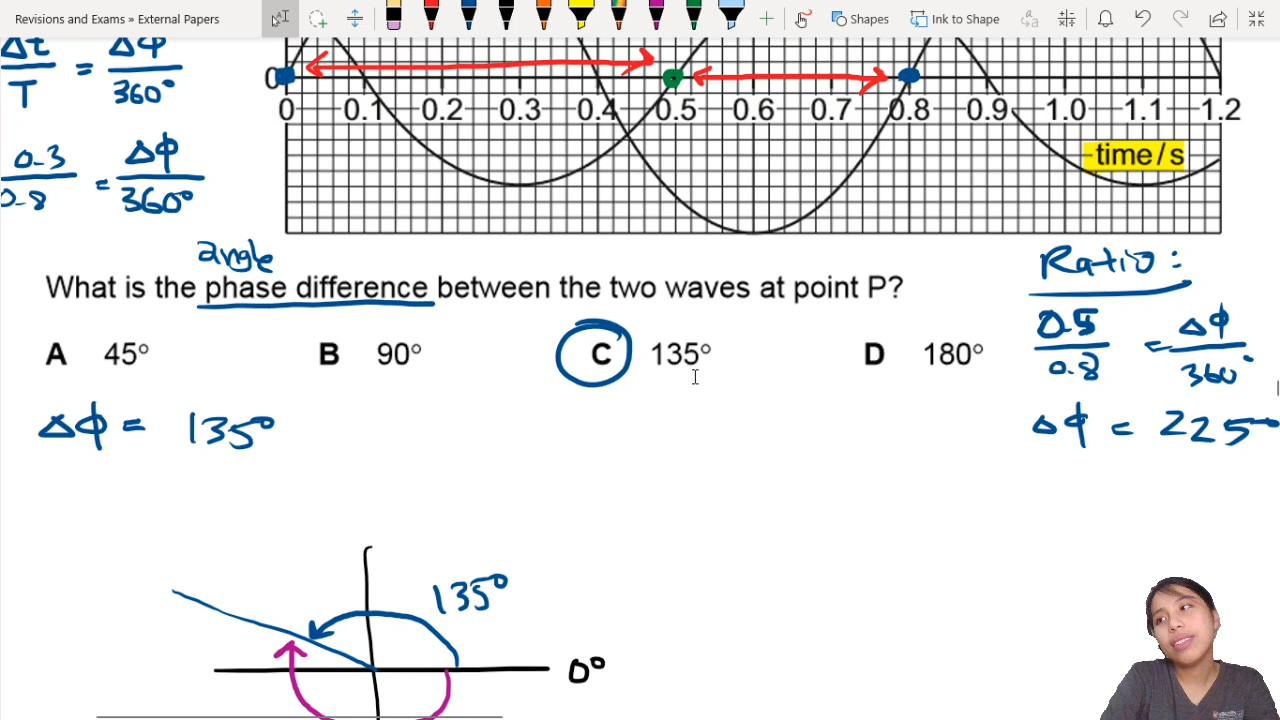 Revisions and Exams » External Papers
Shapes
Ink to Shape
Δt/T = Δϕ/360°
0
0 0.1 0.2 0.3 0.4 0.5 0.6 0.7 0.8 0.9 1.0 1.1 1.2
time / s
0.3/0.8 = Δϕ/360°
angle
What is the phase difference between the two waves at point P?
Ratio:
0.5/0.8 = Δϕ/360°
A 45° B 90° C 135° D 180°
Δϕ = 135°
Δϕ = 225°
135°
0°